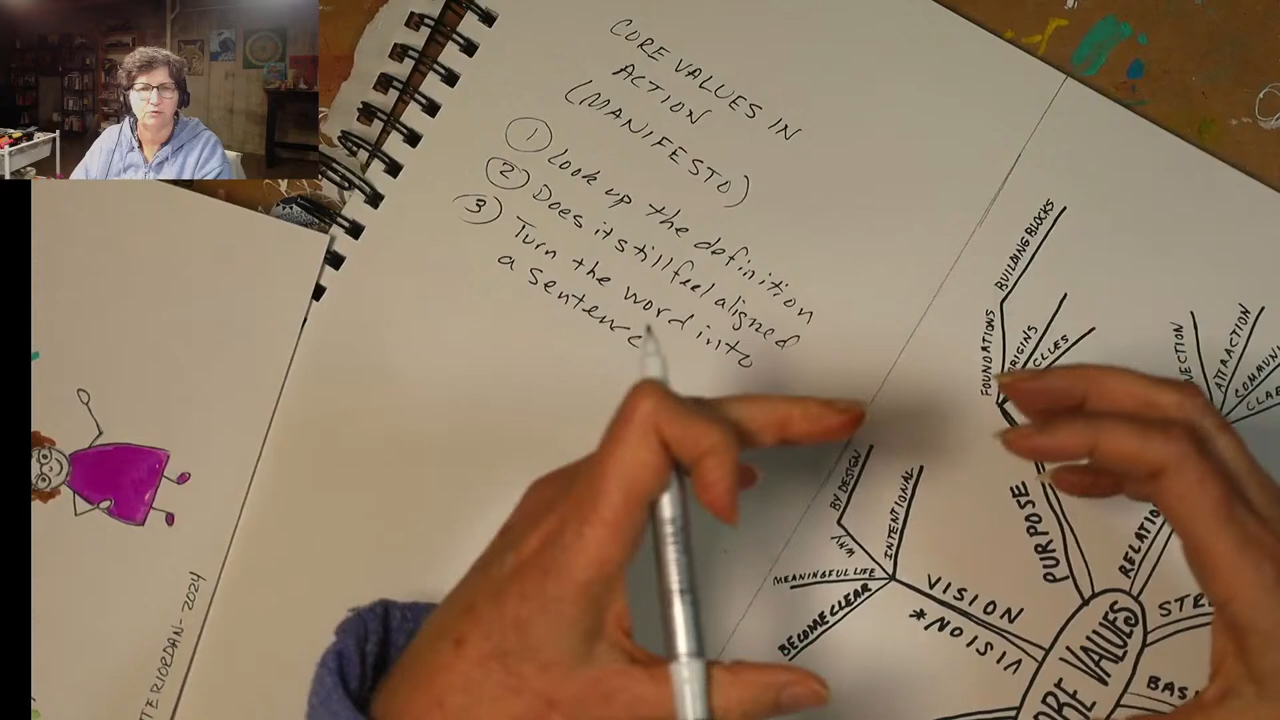 CORE VALUES IN
ACTION
(MANIFESTO)
① Look up the definition
② Does it still feel aligned
③ Turn the word into
a sentence
BUILDING BLOCKS
FOUNDATIONS
ORIGINS
CLUES
ATTRACTION
PURPOSE
BY DESIGN
WHY
INTENTIONAL
MEANINGFUL LIFE
BECOME CLEAR
VISION
VISION*
RIORDAN-2024